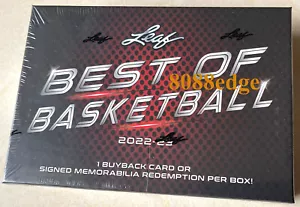 Leaf
BEST OF
8088edge
BASKETBALL
2022-23
1 BUYBACK CARD OR
SIGNED MEMORABILIA REDEMPTION PER BOX!